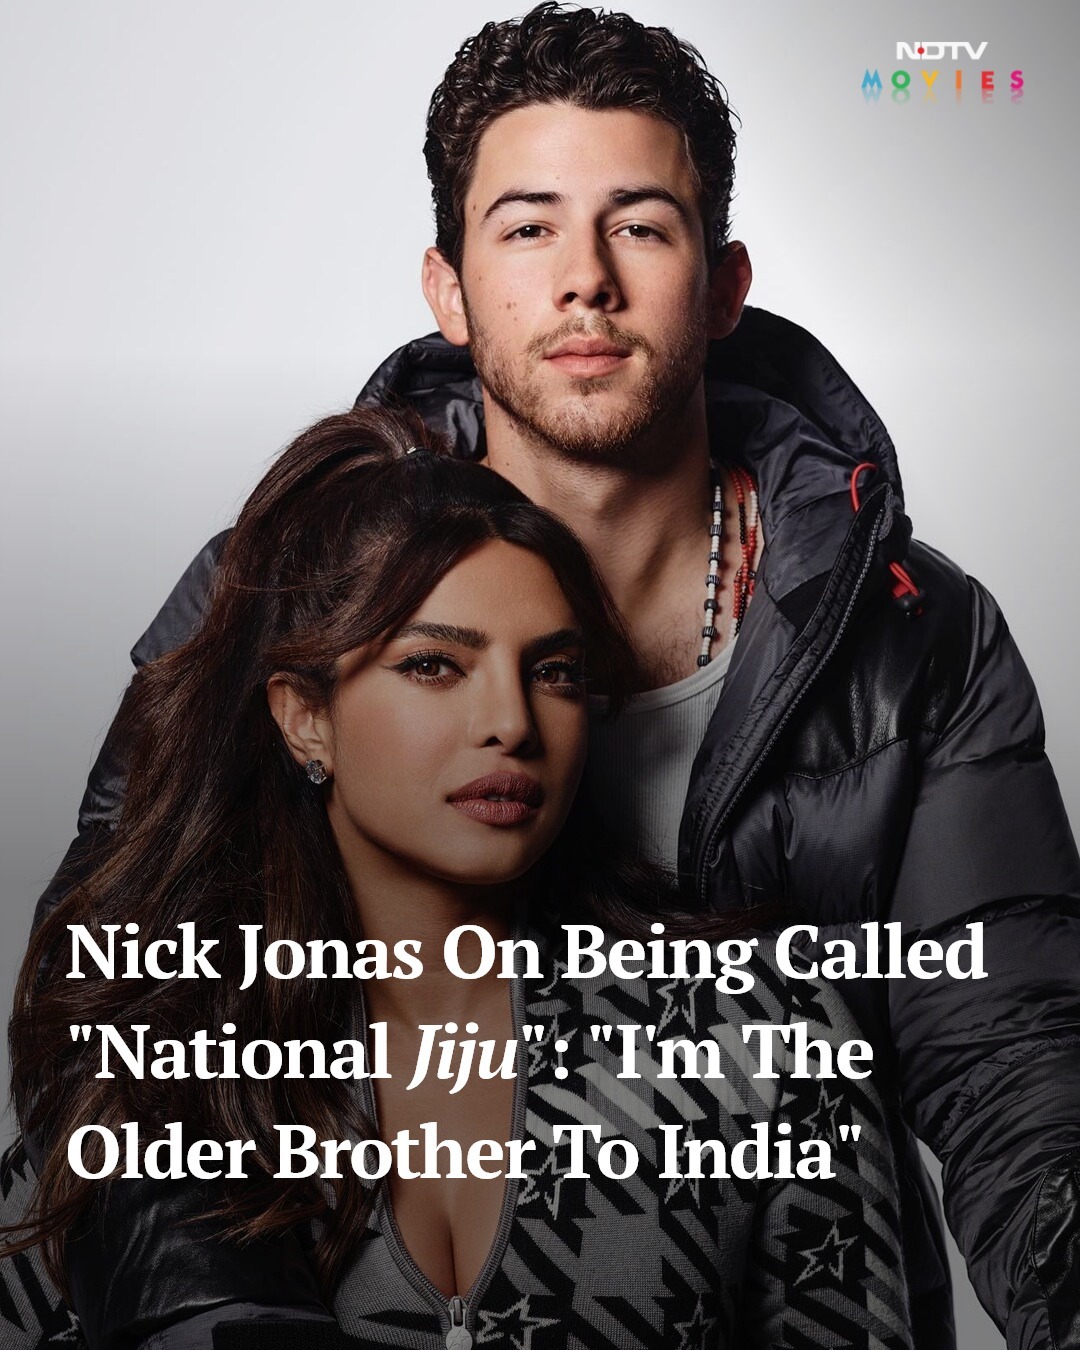 NDTV
MOVIES
Nick Jonas On Being Called
"National Jiju": "I'm The
Older Brother To India"